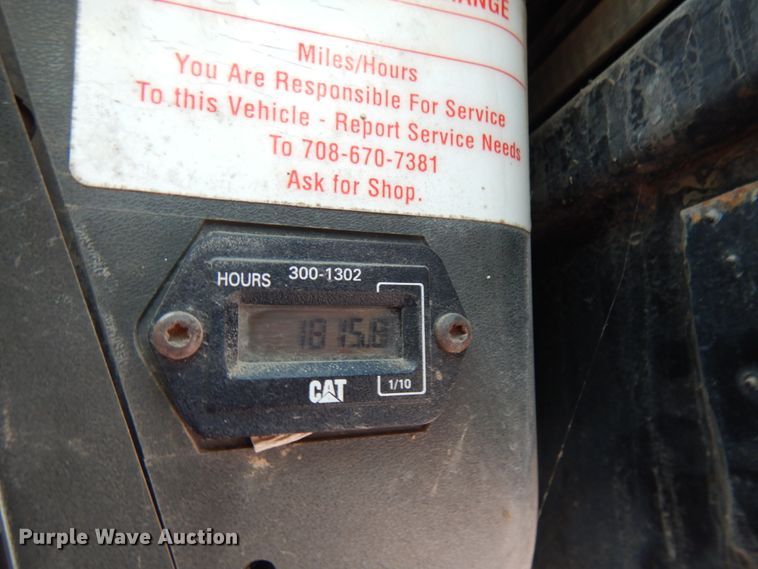 Miles/Hours
You Are Responsible For Service
To this Vehicle - Report Service Needs
To 708-670-7381
Ask for Shop.
HOURS 300-1302
1815.6
CAT
1/10
Purple Wave Auction